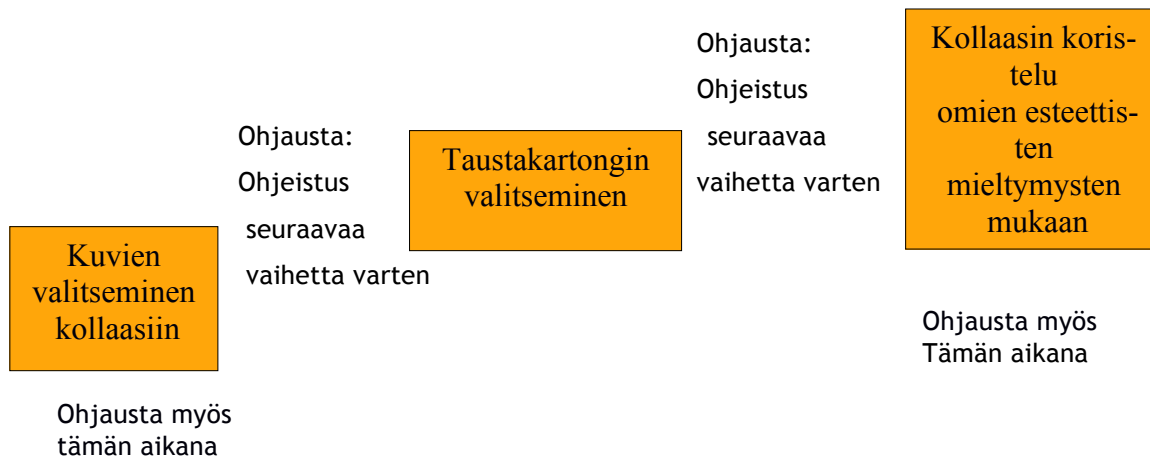 Kuvien
valitseminen
kollaasiin
Ohjausta myös
tämän aikana
Ohjausta:
Ohjeistus
seuraavaa
vaihetta varten
Taustakartongin
valitseminen
Ohjausta:
Ohjeistus
seuraavaa
vaihetta varten
Kollaasin koris-
telu
omien esteettis-
ten
mieltymysten
mukaan
Ohjausta myös
Tämän aikana